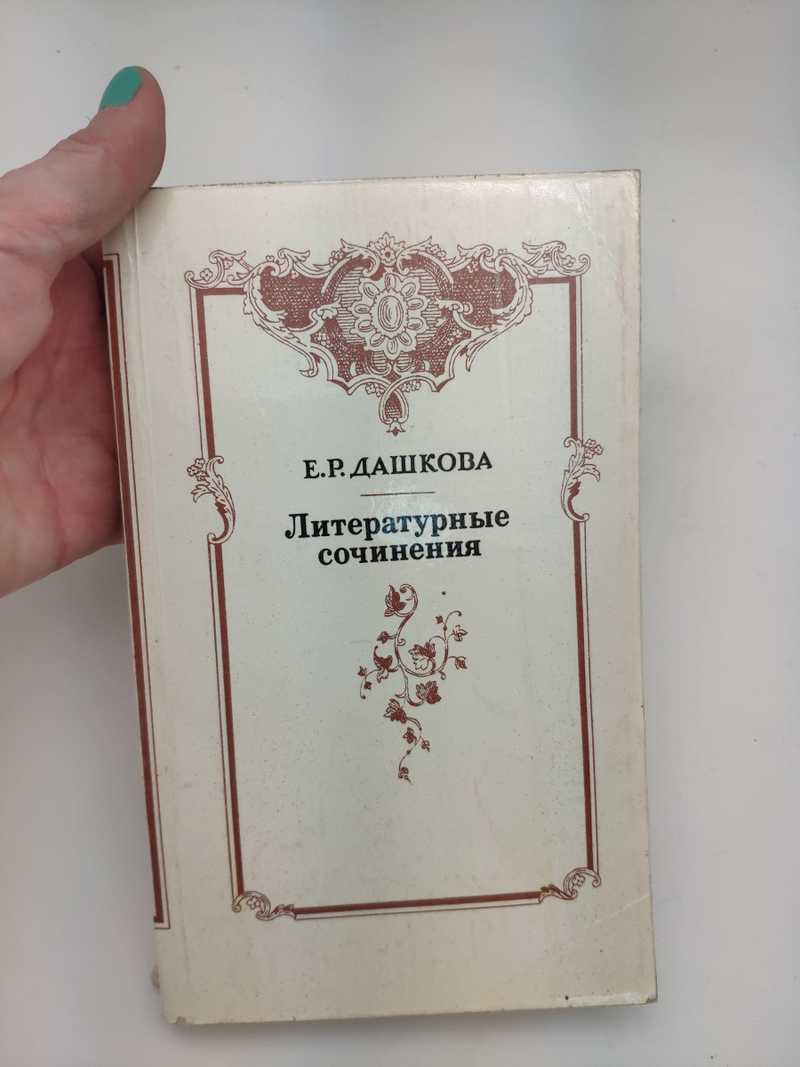 Е.Р. ДАШКОВА
Литературные
сочинения